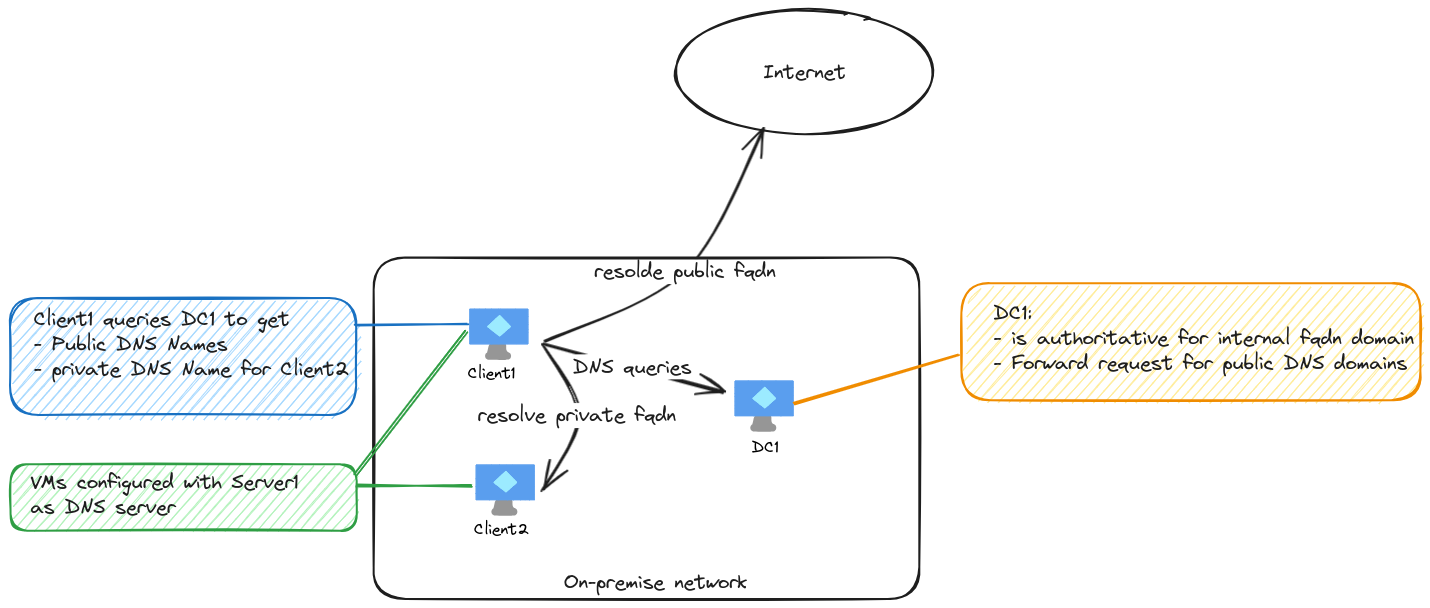 Internet
resolde public fqdn
Client1 queries DC1 to get
- Public DNS Names
- private DNS Name for Client2
Client1
DNS queries
resolve private fqdn
DC1
DC1:
- is authoritative for internal fqdn domain
- Forward request for public DNS domains
VMs configured with Server1
as DNS server
Client2
On-premise network